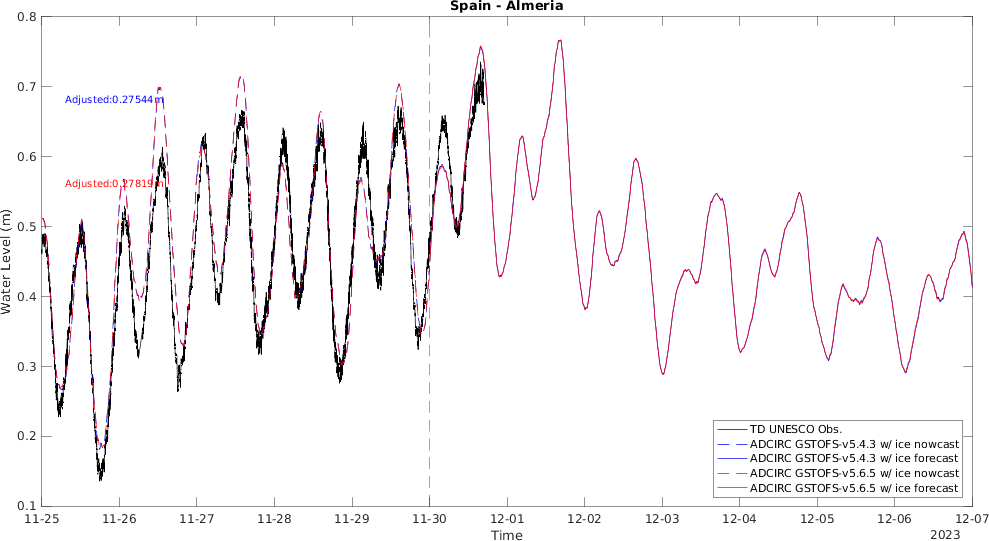 Spain - Almeria
0.8
0.7
0.6
0.5
0.4
0.3
0.2
0.1
Water Level (m)
Adjusted:0.27544m
Adjusted:0.27819m
TD UNESCO Obs.
ADCIRC GSTOFS-v5.4.3 w/ ice nowcast
ADCIRC GSTOFS-v5.4.3 w/ ice forecast
ADCIRC GSTOFS-v5.6.5 w/ ice nowcast
ADCIRC GSTOFS-v5.6.5 w/ ice forecast
11-25 11-26 11-27 11-28 11-29 11-30 12-01 12-02 12-03 12-04 12-05 12-06 12-07
Time
2023